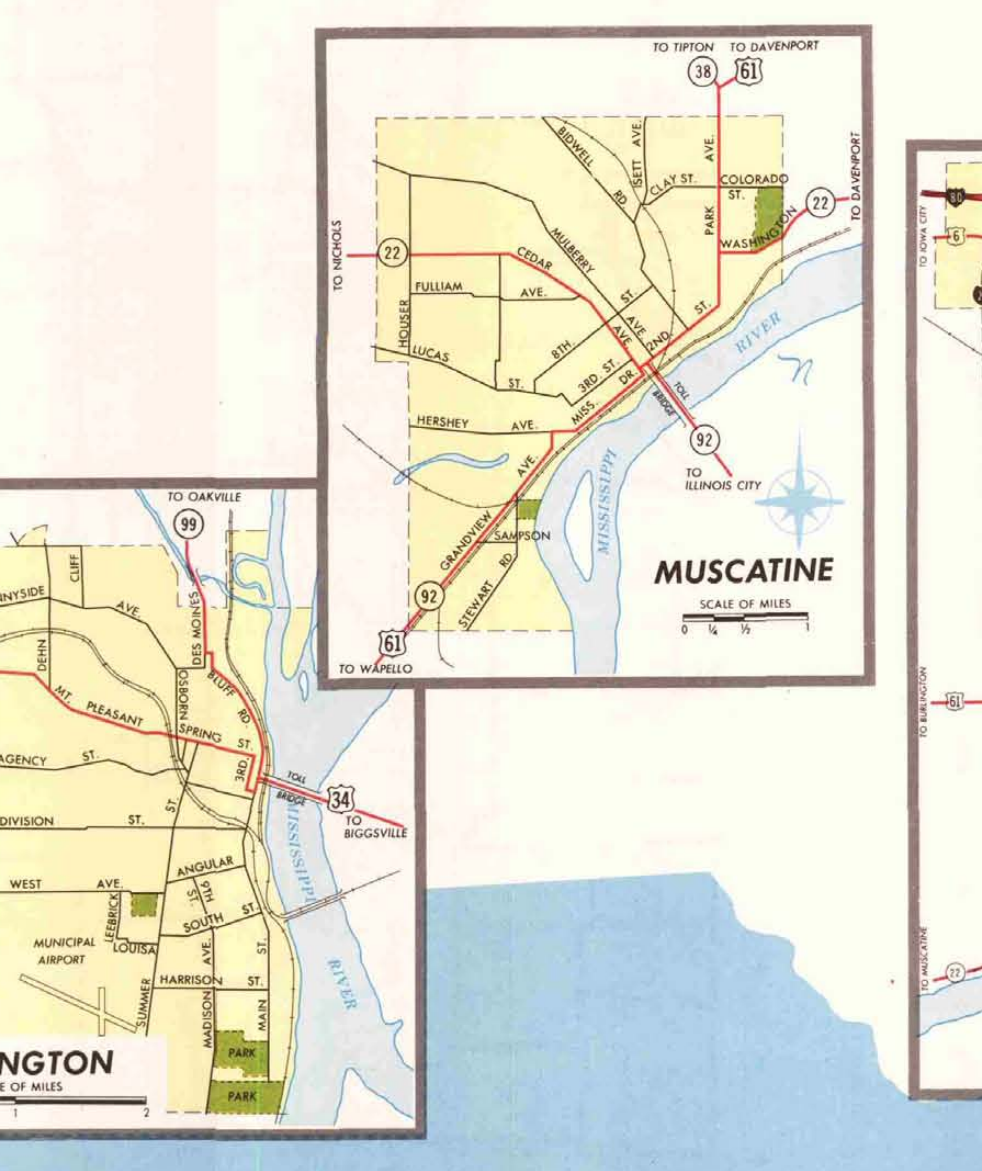 TO TIPTON
TO DAVENPORT
38
61
BIDWELL
RD.
ISETT AVE.
CLAY ST.
PARK AVE.
COLORADO
ST.
WASHINGTON
22
TO DAVENPORT
TO NICHOLS
22
CEDAR
AVE.
MULBERRY
AVE.
FULLIAM AVE.
HOUSER
LUCAS ST.
8TH. ST.
3RD. ST.
2ND. ST.
MISS. DR.
HERSHEY AVE.
GRANDVIEW AVE.
SAMPSON
STEWART RD.
TOLL
BRIDGE
92
TO
ILLINOIS CITY
MISSISSIPPI
RIVER
92
61
TO WAPELLO
MUSCATINE
SCALE OF MILES
0 ¼ ½ 1
TO OAKVILLE
99
NNYSIDE AVE.
CLIFF
DEHN
DES MOINES
OSBORN
BLUFF RD.
MT. PLEASANT
SPRING ST.
3RD.
AGENCY ST.
DIVISION ST.
ST.
TOLL
BRIDGE
34
TO
BIGGSVILLE
MISSISSIPPI
RIVER
WEST AVE.
ANGULAR
9TH
ST.
SOUTH ST.
LEEBRICK
LOUISA
MUNICIPAL
AIRPORT
SUMMER
HARRISON ST.
MADISON AVE.
MAIN ST.
PARK
PARK
NGTON
E OF MILES
1 2
80
TO IOWA CITY
6
TO BURLINGTON
61
TO MUSCATINE
22